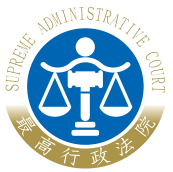 SUPREME ADMINISTRATIVE COURT
最高行政法院